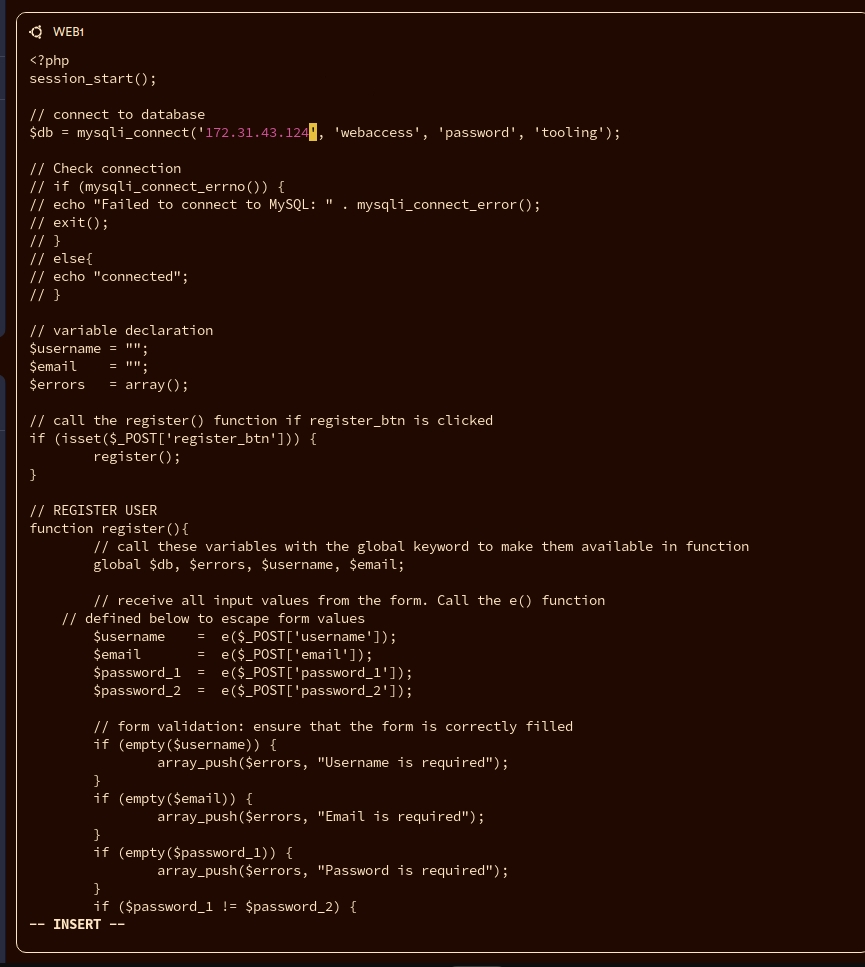 WEB1
<?php
session_start();

// connect to database
$db = mysqli_connect('172.31.43.124', 'webaccess', 'password', 'tooling');

// Check connection
// if (mysqli_connect_errno()) {
// echo "Failed to connect to MySQL: " . mysqli_connect_error();
// exit();
// }
// else{
// echo "connected";
// }

// variable declaration
$username = "";
$email    = "";
$errors   = array();

// call the register() function if register_btn is clicked
if (isset($_POST['register_btn'])) {
        register();
}

// REGISTER USER
function register(){
        // call these variables with the global keyword to make them available in function
        global $db, $errors, $username, $email;

        // receive all input values from the form. Call the e() function
    // defined below to escape form values
        $username    =  e($_POST['username']);
        $email       =  e($_POST['email']);
        $password_1  =  e($_POST['password_1']);
        $password_2  =  e($_POST['password_2']);

        // form validation: ensure that the form is correctly filled
        if (empty($username)) {
                array_push($errors, "Username is required");
        }
        if (empty($email)) {
                array_push($errors, "Email is required");
        }
        if (empty($password_1)) {
                array_push($errors, "Password is required");
        }
        if ($password_1 != $password_2) {
-- INSERT --